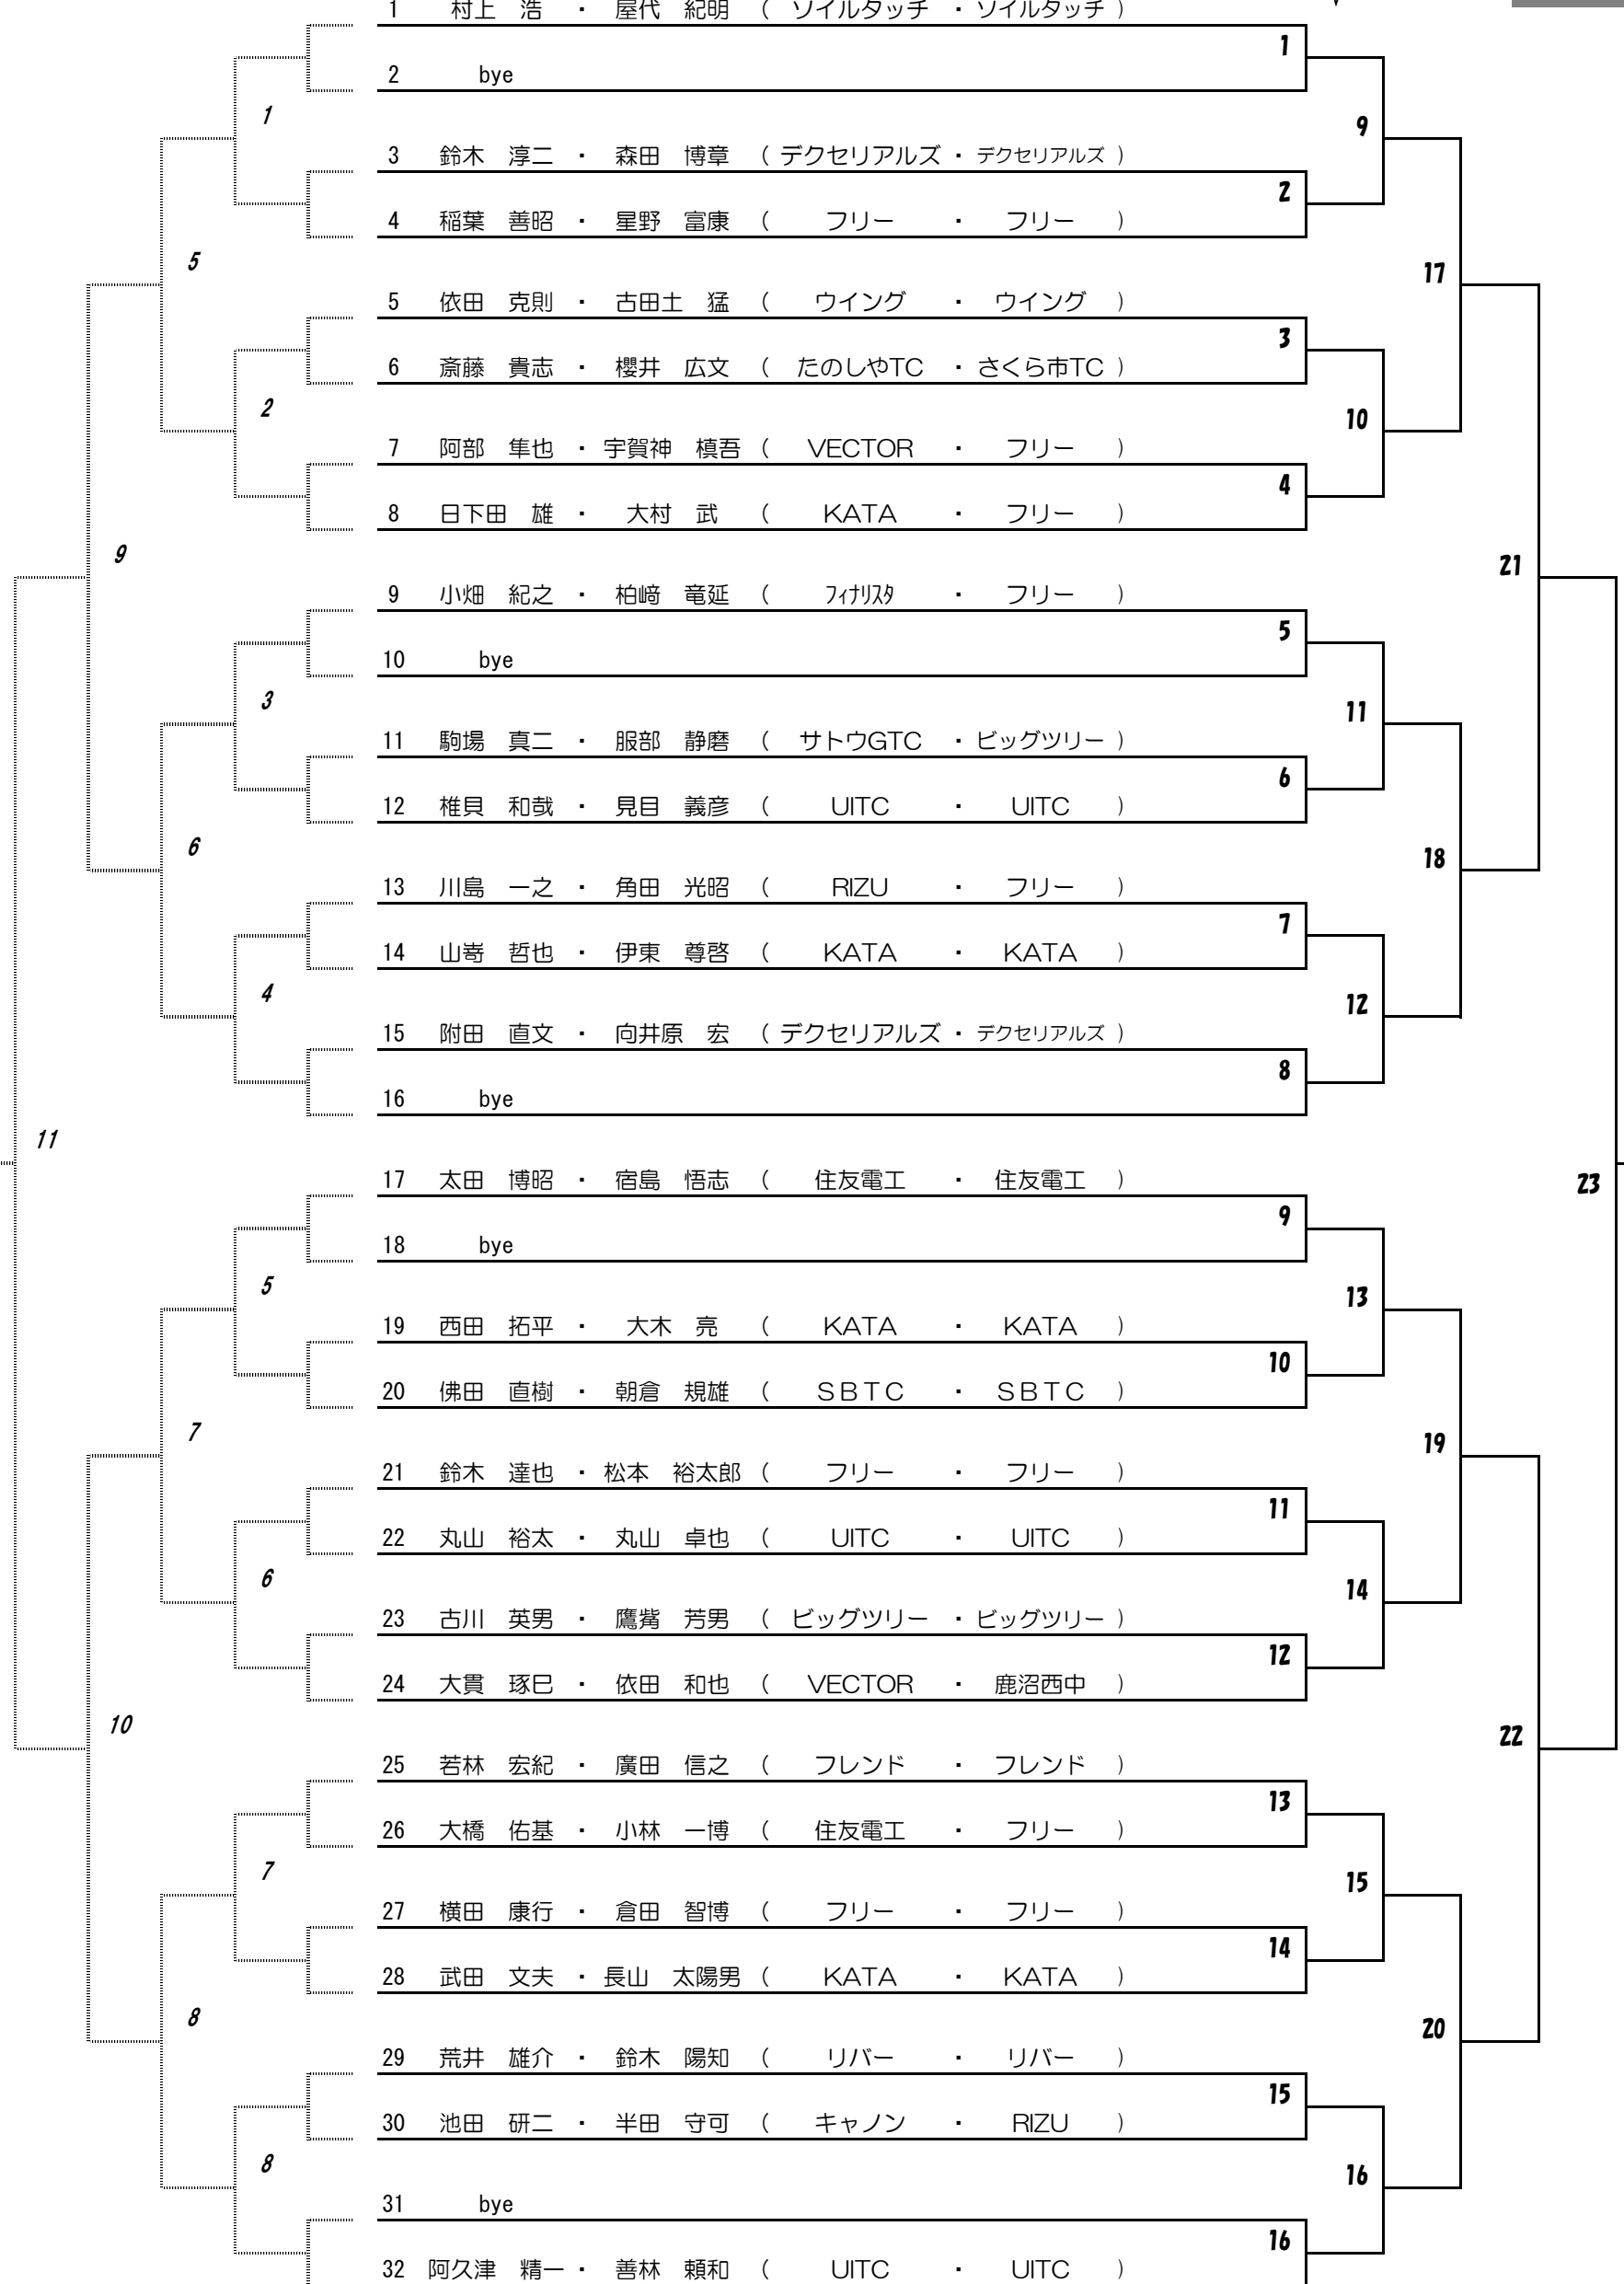 1 村上 浩 ・ 屋代 紀明 ( ソイルタッチ ・ ソイルタッチ )
1
2 bye
1
9
3 鈴木 淳二 ・ 森田 博章 ( デクセリアルズ ・ デクセリアルズ )
2
4 稲葉 善昭 ・ 星野 富康 ( フリー ・ フリー )
5
17
5 依田 克則 ・ 古田土 猛 ( ウイング ・ ウイング )
3
6 斎藤 貴志 ・ 櫻井 広文 ( たのしやTC ・ さくら市TC )
2
10
7 阿部 隼也 ・ 宇賀神 槙吾 ( VECTOR ・ フリー )
4
8 日下田 雄 ・ 大村 武 ( KATA ・ フリー )
9
21
9 小畑 紀之 ・ 柏﨑 竜延 ( フィナリスタ ・ フリー )
5
10 bye
3
11
11 駒場 真二 ・ 服部 静磨 ( サトウGTC ・ ビッグツリー )
6
12 椎貝 和哉 ・ 見目 義彦 ( UITC ・ UITC )
6
18
13 川島 一之 ・ 角田 光昭 ( RIZU ・ フリー )
7
14 山嵜 哲也 ・ 伊東 尊啓 ( KATA ・ KATA )
4
12
15 附田 直文 ・ 向井原 宏 ( デクセリアルズ ・ デクセリアルズ )
8
16 bye
11
17 太田 博昭 ・ 宿島 悟志 ( 住友電工 ・ 住友電工 )
23
9
18 bye
5
13
19 西田 拓平 ・ 大木 亮 ( KATA ・ KATA )
10
20 佛田 直樹 ・ 朝倉 規雄 ( SBTC ・ SBTC )
7
19
21 鈴木 達也 ・ 松本 裕太郎 ( フリー ・ フリー )
11
22 丸山 裕太 ・ 丸山 卓也 ( UITC ・ UITC )
6
14
23 古川 英男 ・ 鷹觜 芳男 ( ビッグツリー ・ ビッグツリー )
12
24 大貫 琢巳 ・ 依田 和也 ( VECTOR ・ 鹿沼西中 )
10
22
25 若林 宏紀 ・ 廣田 信之 ( フレンド ・ フレンド )
13
26 大橋 佑基 ・ 小林 一博 ( 住友電工 ・ フリー )
7
15
27 横田 康行 ・ 倉田 智博 ( フリー ・ フリー )
14
28 武田 文夫 ・ 長山 太陽男 ( KATA ・ KATA )
8
20
29 荒井 雄介 ・ 鈴木 陽知 ( リバー ・ リバー )
15
30 池田 研二 ・ 半田 守可 ( キャノン ・ RIZU )
8
16
31 bye
16
32 阿久津 精一 ・ 善林 頼和 ( UITC ・ UITC )